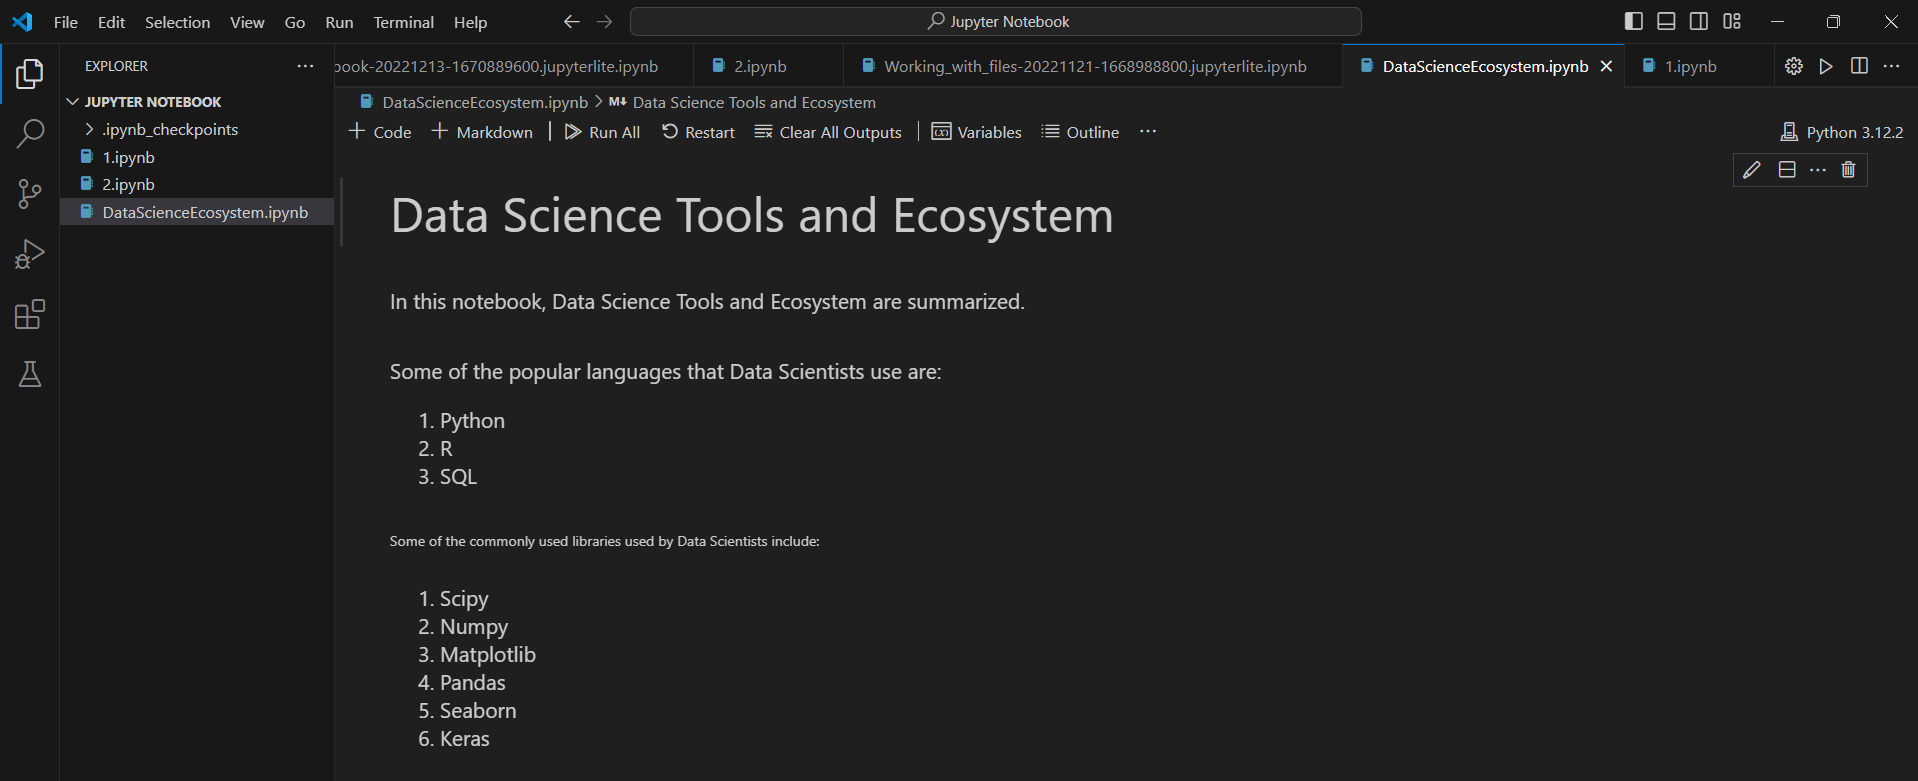 File Edit Selection View Go Run Terminal Help
Jupyter Notebook
EXPLORER
JUPYTER NOTEBOOK
.ipynb_checkpoints
1.ipynb
2.ipynb
DataScienceEcosystem.ipynb
book-20221213-1670889600.jupyterlite.ipynb 2.ipynb Working_with_files-20221121-1668988800.jupyterlite.ipynb DataScienceEcosystem.ipynb 1.ipynb
DataScienceEcosystem.ipynb > M↓ Data Science Tools and Ecosystem
+ Code + Markdown Run All Restart Clear All Outputs Variables Outline ... Python 3.12.2
Data Science Tools and Ecosystem
In this notebook, Data Science Tools and Ecosystem are summarized.
Some of the popular languages that Data Scientists use are:
1. Python
2. R
3. SQL
Some of the commonly used libraries used by Data Scientists include:
1. Scipy
2. Numpy
3. Matplotlib
4. Pandas
5. Seaborn
6. Keras